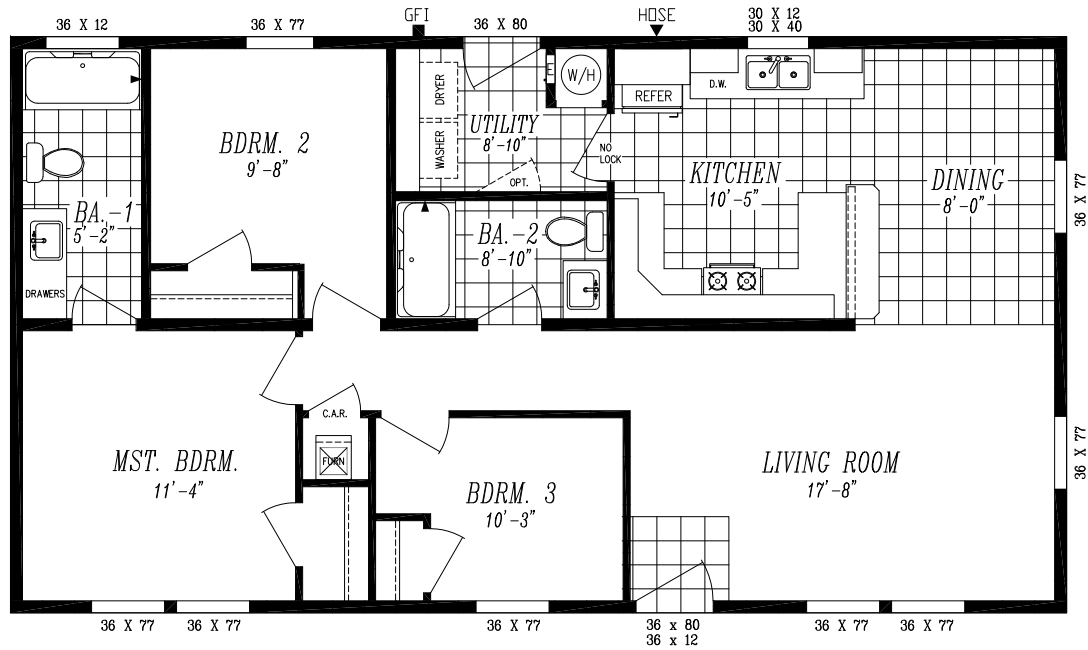 36 X 12
36 X 77
GFI
36 X 80
HOSE
30 X 12
30 X 40
BDRM. 2
9'-8"
DRYER
WASHER
UTILITY
8'-10"
OPT.
E
W/H
NO
LOCK
REFER
D.W.
KITCHEN
10'-5"
DINING
8'-0"
36 X 77
BA.-1
5'-2"
DRAWERS
BA.-2
8'-10"
C.A.R.
FURN
MST. BDRM.
11'-4"
BDRM. 3
10'-3"
LIVING ROOM
17'-8"
36 X 77
36 X 77
36 X 77
36 X 77
36 x 80
36 x 12
36 X 77
36 X 77